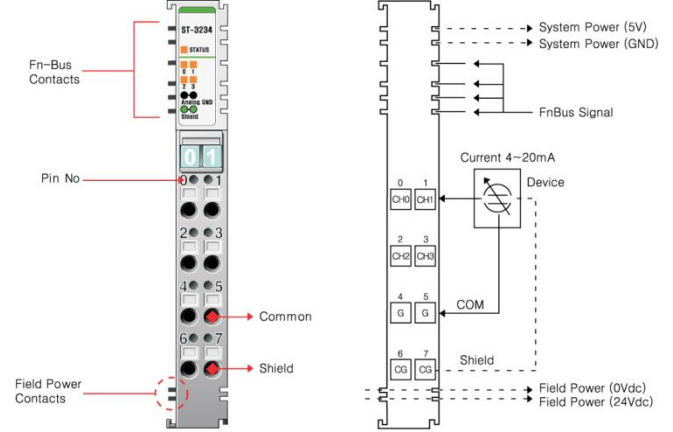 ST-3234
STATUS
0 1
2 3
Analog GND
Shield
Fn-Bus
Contacts
01
Pin No
0 1
2 3
4 5
6 7
Common
Shield
Field Power
Contacts
System Power (5V)
System Power (GND)
FnBus Signal
Current 4~20mA
Device
0 1
CH0 CH1
2 3
CH2 CH3
4 5
G G
COM
6 7
CG CG
Shield
Field Power (0Vdc)
Field Power (24Vdc)